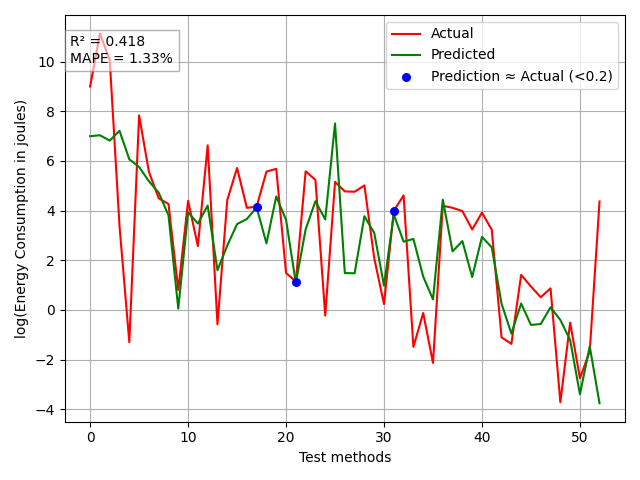 R² = 0.418
MAPE = 1.33%
Actual
Predicted
Prediction ≈ Actual (<0.2)
log(Energy Consumption in joules)
10
8
6
4
2
0
−2
−4
0
10
20
30
40
50
Test methods